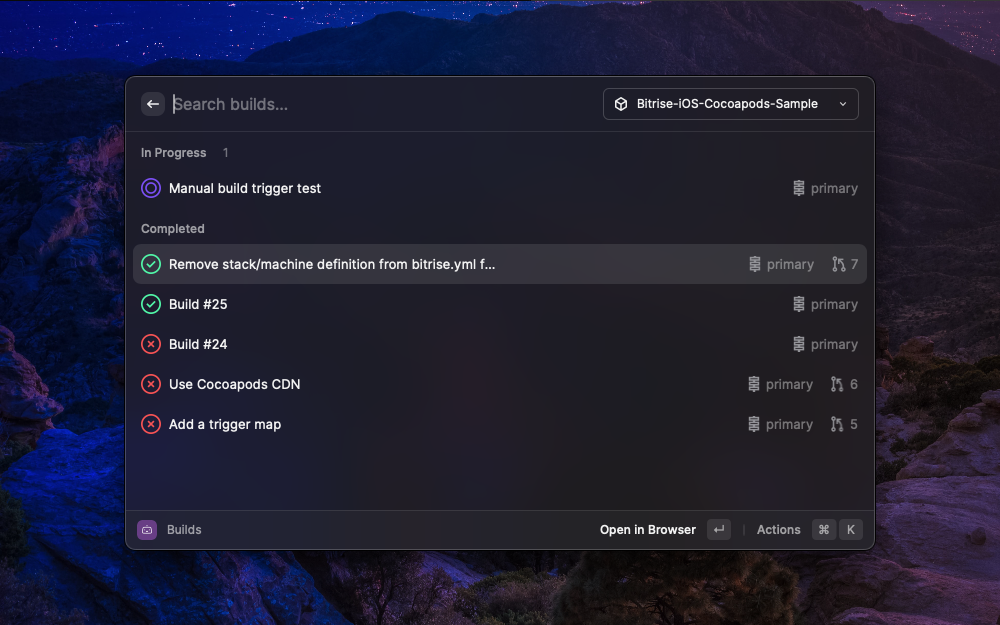 Search builds...
Bitrise-iOS-Cocoapods-Sample
In Progress 1
Manual build trigger test primary
Completed
Remove stack/machine definition from bitrise.yml f... primary 7
Build #25 primary
Build #24 primary
Use Cocoapods CDN primary 6
Add a trigger map primary 5
Builds Open in Browser ↵ | Actions ⌘ K